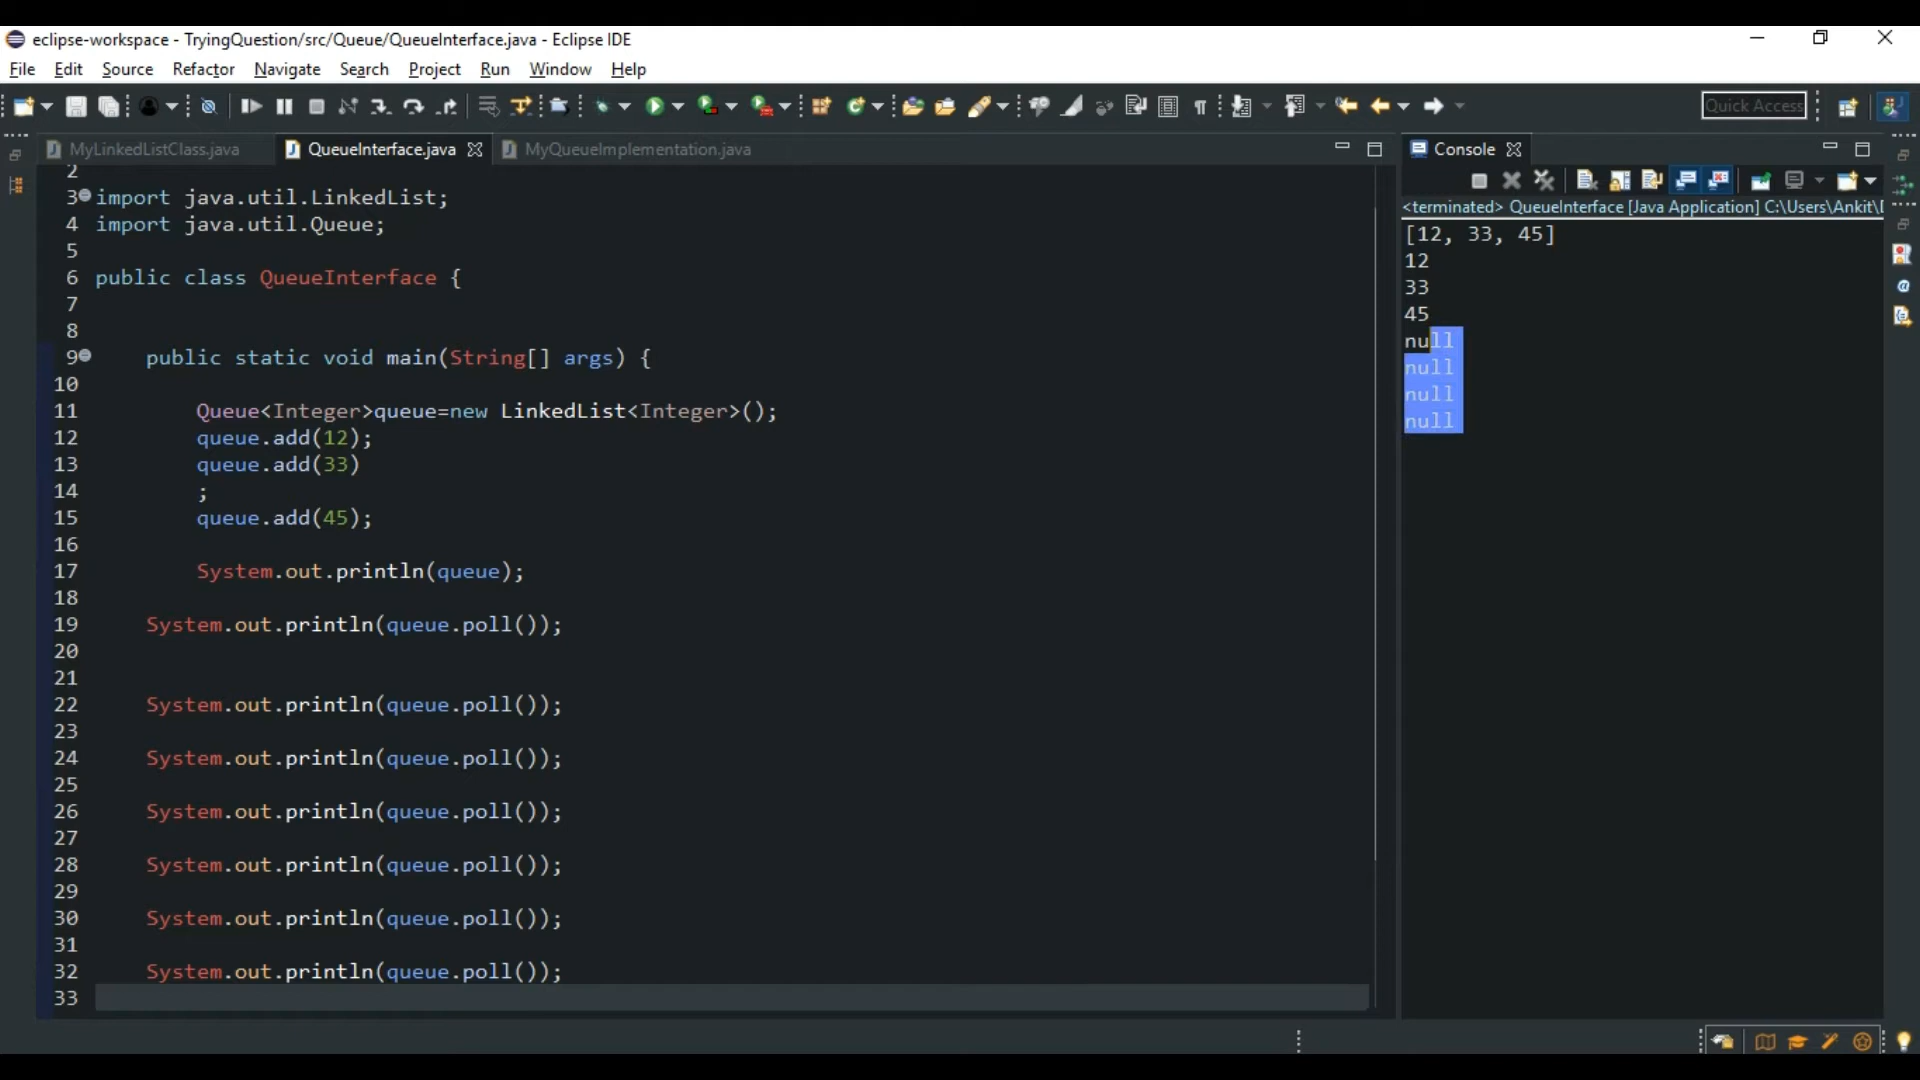 eclipse-workspace - TryingQuestion/src/Queue/QueueInterface.java - Eclipse IDE
File Edit Source Refactor Navigate Search Project Run Window Help
Quick Access
MyLinkedListClass.java QueueInterface.java MyQueueImplementation.java
2
3 import java.util.LinkedList;
4 import java.util.Queue;
5
6 public class QueueInterface {
7
8
9 public static void main(String[] args) {
10
11 Queue<Integer>queue=new LinkedList<Integer>();
12 queue.add(12);
13 queue.add(33)
14 ;
15 queue.add(45);
16
17 System.out.println(queue);
18
19 System.out.println(queue.poll());
20
21
22 System.out.println(queue.poll());
23
24 System.out.println(queue.poll());
25
26 System.out.println(queue.poll());
27
28 System.out.println(queue.poll());
29
30 System.out.println(queue.poll());
31
32 System.out.println(queue.poll());
33
Console
<terminated> QueueInterface [Java Application] C:\Users\Ankit\
[12, 33, 45]
12
33
45
null
null
null
null